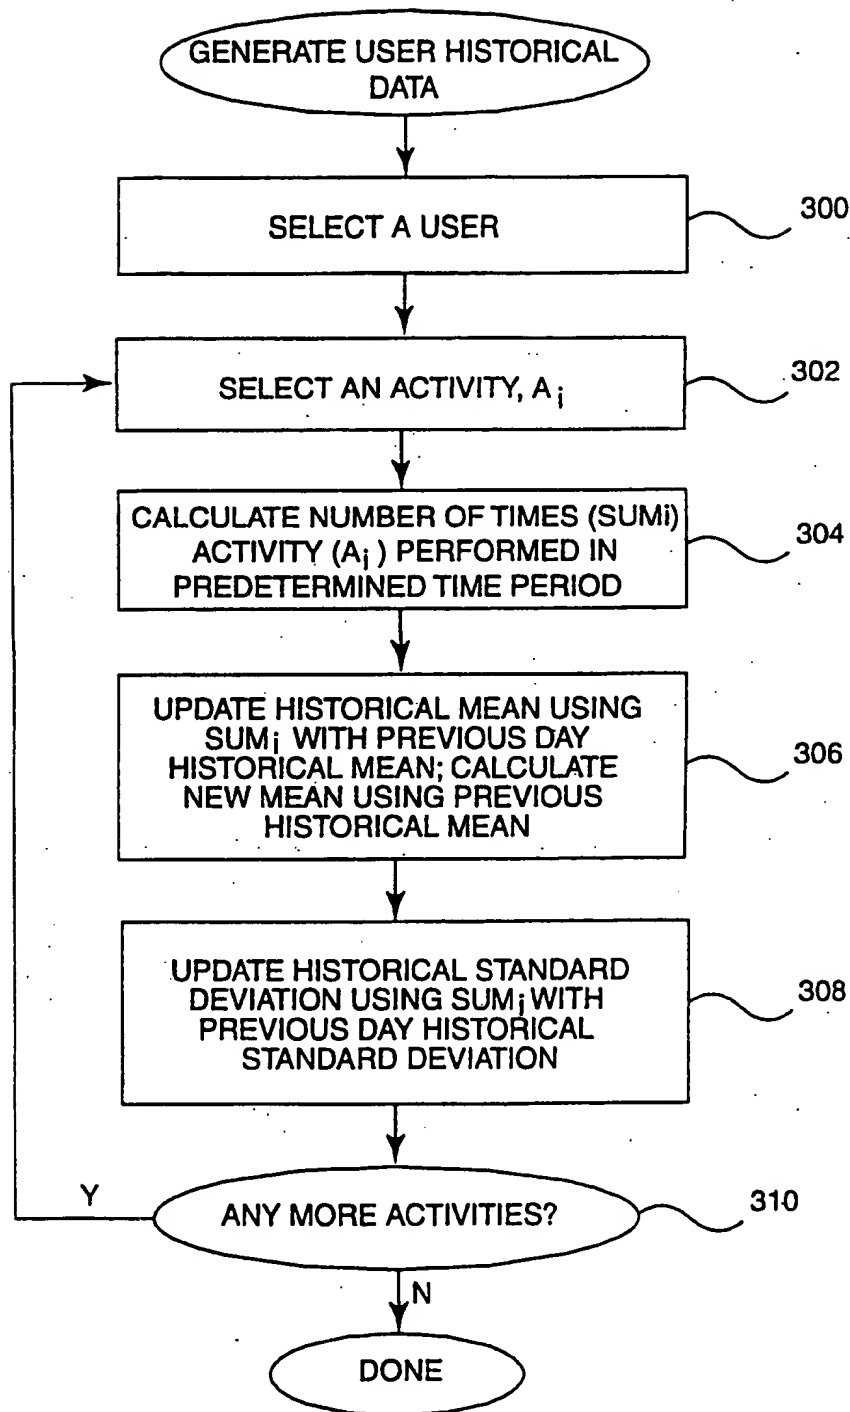 GENERATE USER HISTORICAL
DATA
SELECT A USER
300
SELECT AN ACTIVITY, Ai
302
CALCULATE NUMBER OF TIMES (SUMi)
ACTIVITY (Ai) PERFORMED IN
PREDETERMINED TIME PERIOD
304
UPDATE HISTORICAL MEAN USING
SUMi WITH PREVIOUS DAY
HISTORICAL MEAN; CALCULATE
NEW MEAN USING PREVIOUS
HISTORICAL MEAN
306
UPDATE HISTORICAL STANDARD
DEVIATION USING SUMi WITH
PREVIOUS DAY HISTORICAL
STANDARD DEVIATION
308
Y
ANY MORE ACTIVITIES?
310
N
DONE